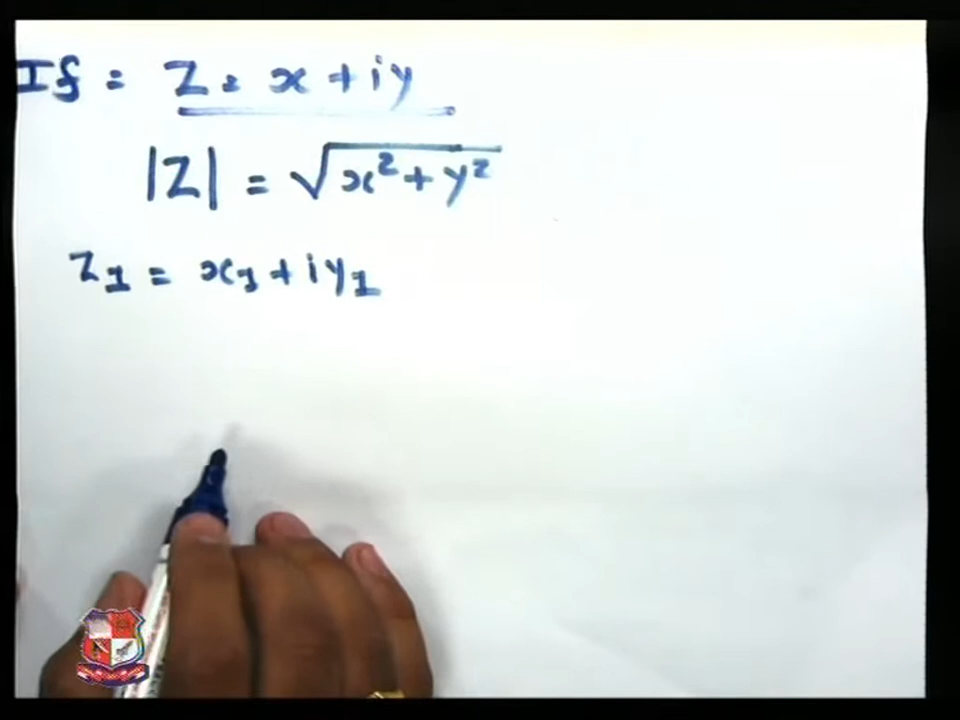 If = Z = x + iy
|Z| = √x² + y²
Z₁ = x₁ + iy₁